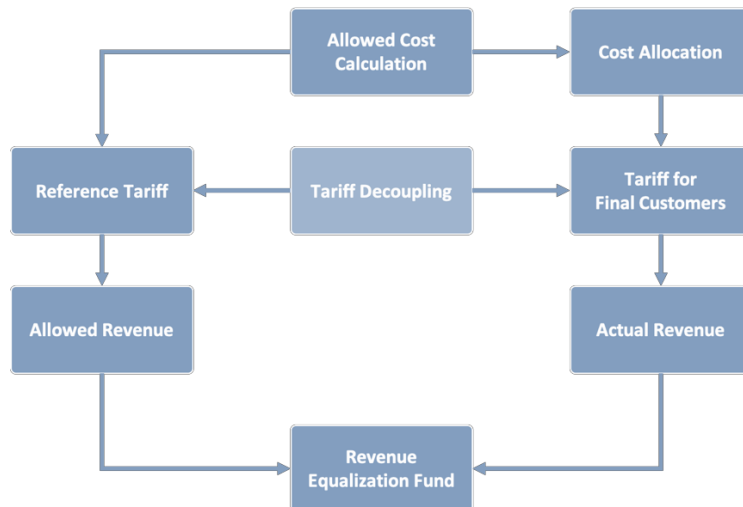 Allowed Cost
Calculation
Cost Allocation
Reference Tariff
Tariff Decoupling
Tariff for
Final Customers
Allowed Revenue
Actual Revenue
Revenue
Equalization Fund